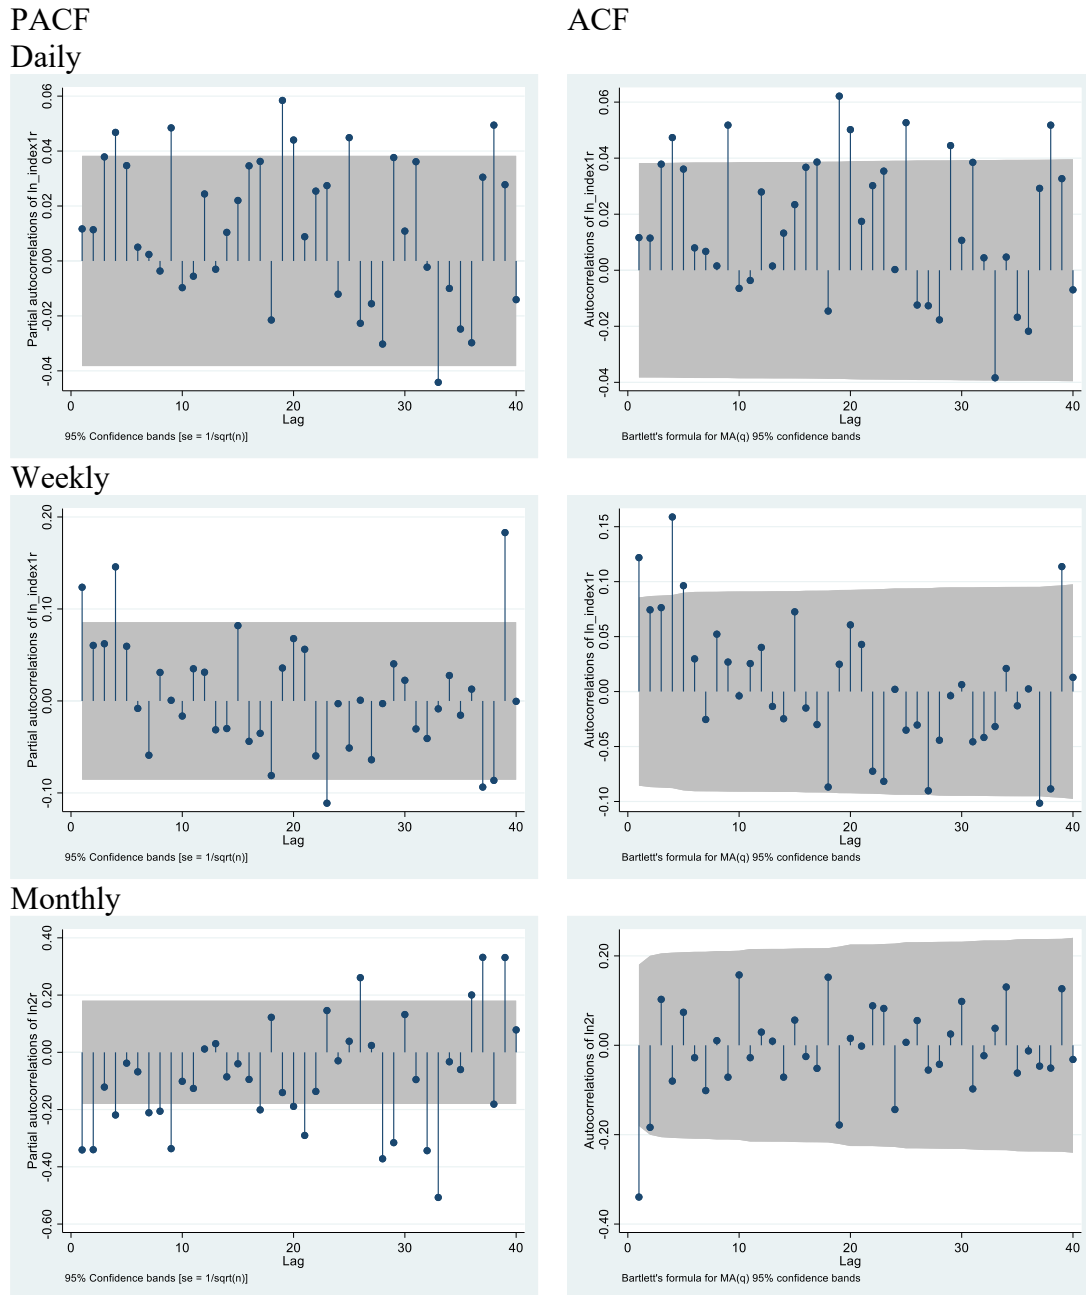 PACF
ACF
Daily
Partial autocorrelations of ln_index1r
-0.04
-0.02
0.00
0.02
0.04
0.06
0
10
20
30
40
Lag
95% Confidence bands [se = 1/sqrt(n)]
Autocorrelations of ln_index1r
-0.04
-0.02
0.00
0.02
0.04
0.06
0
10
20
30
40
Lag
Bartlett's formula for MA(q) 95% confidence bands
Weekly
Partial autocorrelations of ln_index1r
-0.10
0.00
0.10
0.20
0
10
20
30
40
Lag
95% Confidence bands [se = 1/sqrt(n)]
Autocorrelations of ln_index1r
-0.10
-0.05
0.00
0.05
0.10
0.15
0
10
20
30
40
Lag
Bartlett's formula for MA(q) 95% confidence bands
Monthly
Partial autocorrelations of ln2r
-0.60
-0.40
-0.20
0.00
0.20
0.40
0
10
20
30
40
Lag
95% Confidence bands [se = 1/sqrt(n)]
Autocorrelations of ln2r
-0.40
-0.20
0.00
0.20
0
10
20
30
40
Lag
Bartlett's formula for MA(q) 95% confidence bands